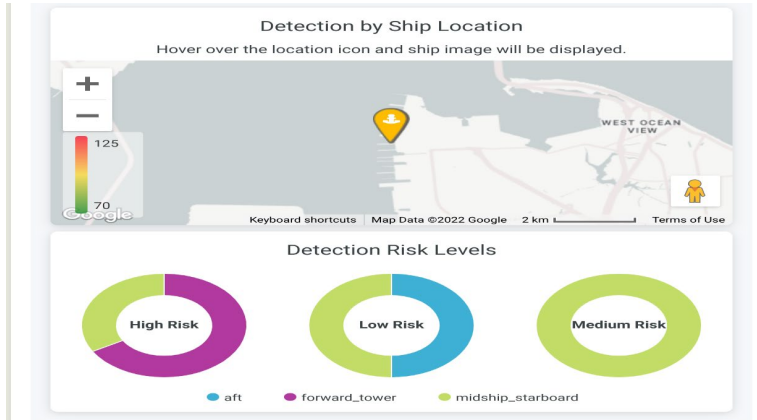 Detection by Ship Location
Hover over the location icon and ship image will be displayed.
+
−
125
70
Google
WEST OCEAN
VIEW
Keyboard shortcuts
Map Data ©2022 Google
2 km
Terms of Use
Detection Risk Levels
High Risk
Low Risk
Medium Risk
aft
forward_tower
midship_starboard